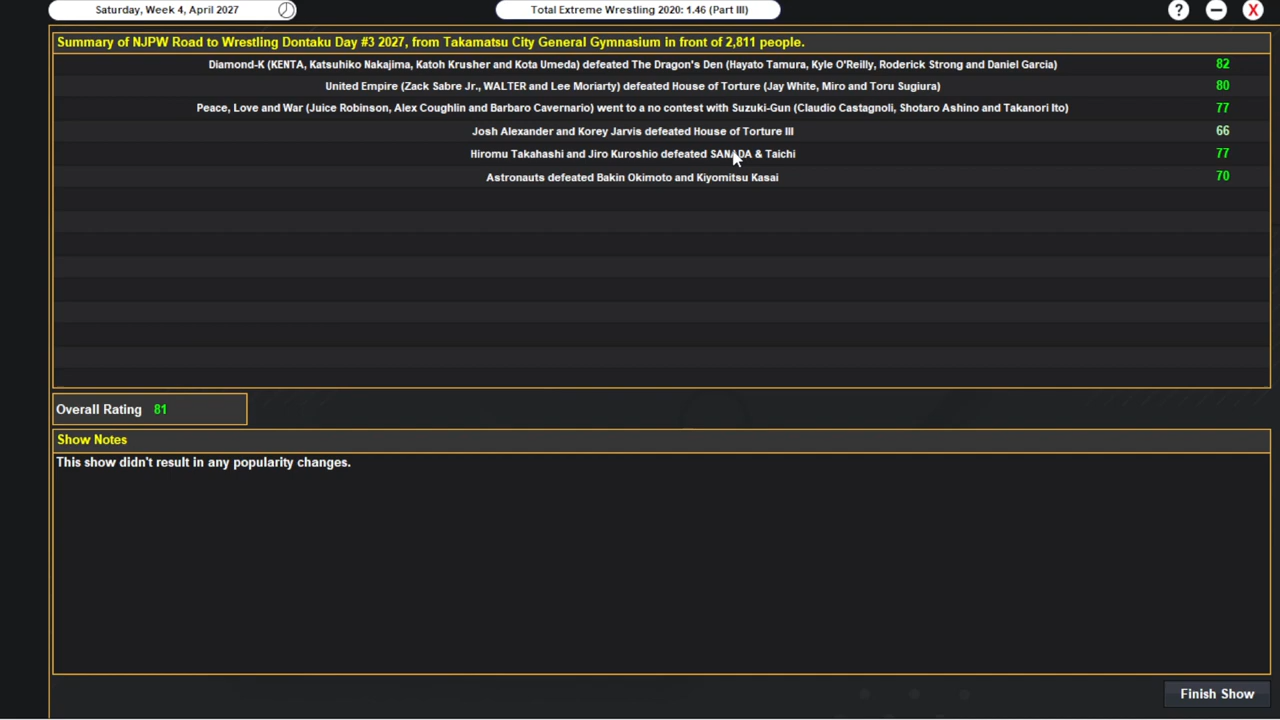 Saturday, Week 4, April 2027
Total Extreme Wrestling 2020: 1.46 (Part III)
?
X
Summary of NJPW Road to Wrestling Dontaku Day #3 2027, from Takamatsu City General Gymnasium in front of 2,811 people.
Diamond-K (KENTA, Katsuhiko Nakajima, Katoh Krusher and Kota Umeda) defeated The Dragon's Den (Hayato Tamura, Kyle O'Reilly, Roderick Strong and Daniel Garcia) 82
United Empire (Zack Sabre Jr., WALTER and Lee Moriarty) defeated House of Torture (Jay White, Miro and Toru Sugiura) 80
Peace, Love and War (Juice Robinson, Alex Coughlin and Barbaro Cavernario) went to a no contest with Suzuki-Gun (Claudio Castagnoli, Shotaro Ashino and Takanori Ito) 77
Josh Alexander and Korey Jarvis defeated House of Torture III 66
Hiromu Takahashi and Jiro Kuroshio defeated SANADA & Taichi 77
Astronauts defeated Bakin Okimoto and Kiyomitsu Kasai 70
Overall Rating 81
Show Notes
This show didn't result in any popularity changes.
Finish Show